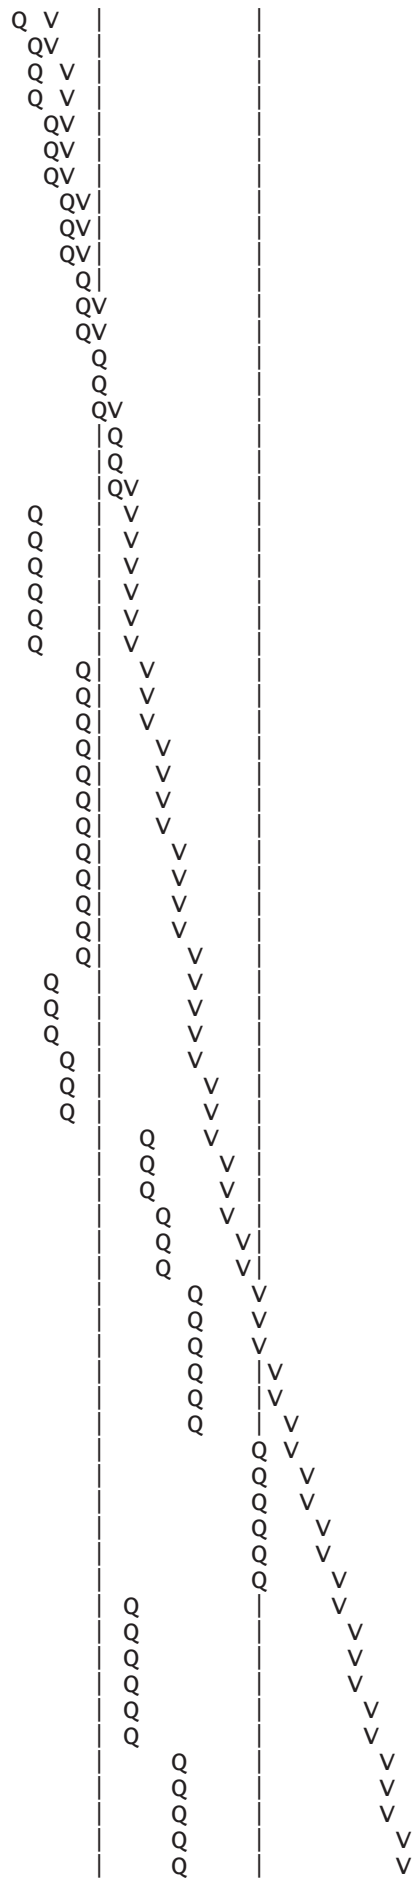 Q V  |         |
 QV  |         |
 Q V |         |
 Q V |         |
  QV |         |
  QV |         |
  QV |         |
   QV|         |
   QV|         |
   QV|         |
    Q|         |
    QV         |
    QV         |
     Q         |
     Q         |
     QV        |
     |Q        |
     |Q        |
     |QV       |
 Q   | V       |
 Q   | V       |
 Q   | V       |
 Q   | V       |
 Q   | V       |
 Q   | V       |
    Q|  V      |
    Q|  V      |
    Q|  V      |
    Q|   V     |
    Q|   V     |
    Q|   V     |
    Q|   V     |
    Q|    V    |
    Q|    V    |
    Q|    V    |
    Q|    V    |
    Q|     V   |
  Q  |     V   |
  Q  |     V   |
  Q  |     V   |
   Q |     V   |
   Q |      V  |
   Q |      V  |
     |  Q   V  |
     |  Q    V |
     |  Q    V |
     |   Q   V |
     |   Q    V|
     |   Q    V|
     |     Q   V
     |     Q   V
     |     Q   V
     |     Q   |V
     |     Q   |V
     |     Q   | V
     |         Q V
     |         Q  V
     |         Q  V
     |         Q   V
     |         Q   V
     |         Q    V
     | Q       |    V
     | Q       |     V
     | Q       |     V
     | Q       |     V
     | Q       |      V
     | Q       |      V
     |    Q    |       V
     |    Q    |       V
     |    Q    |       V
     |    Q    |        V
     |    Q    |        V